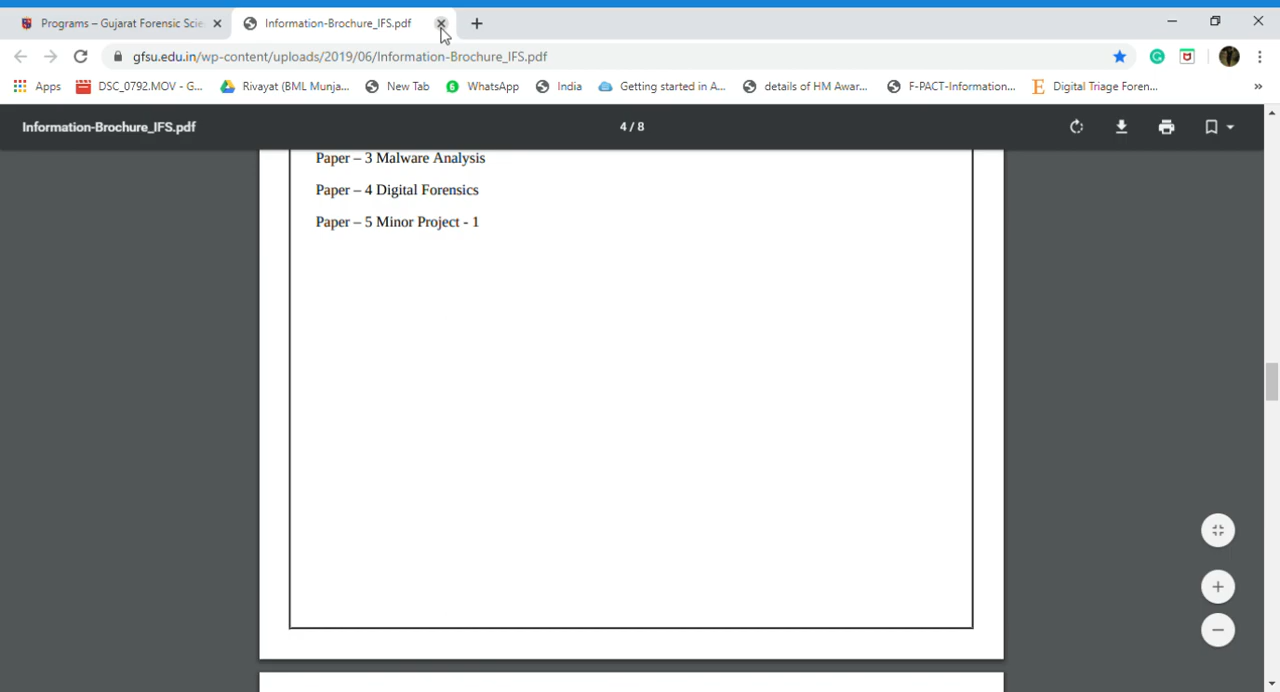 Programs – Gujarat Forensic Scie
Information-Brochure_IFS.pdf
gfsu.edu.in/wp-content/uploads/2019/06/Information-Brochure_IFS.pdf
Apps
DSC_0792.MOV - G...
Rivayat (BML Munja...
New Tab
WhatsApp
India
Getting started in A...
details of HM Awar...
F-PACT-Information...
Digital Triage Foren...
»
Information-Brochure_IFS.pdf
4 / 8
Paper – 3 Malware Analysis
Paper – 4 Digital Forensics
Paper – 5 Minor Project - 1